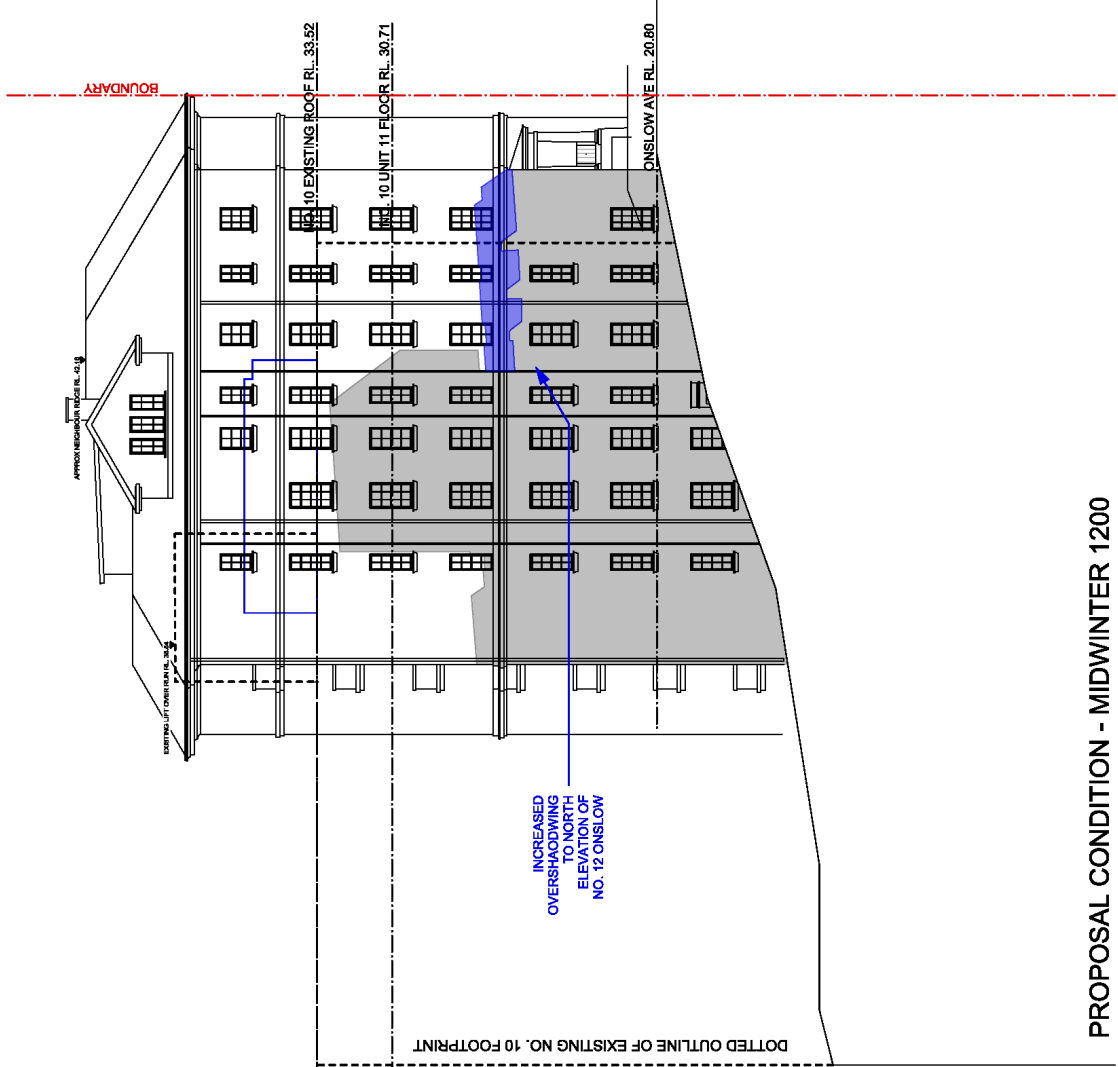 BOUNDARY
NO. 10 EXISTING ROOF RL. 33.52
NO. 10 UNIT 11 FLOOR RL. 30.71
ONSLOW AVE RL. 20.80
APPROX NEIGHBOUR RIDGE RL. 42.18
EXISTING LIFT OVER RUN RL.
INCREASED
OVERSHAODWING
TO NORTH
ELEVATION OF
NO. 12 ONSLOW
DOTTED OUTLINE OF EXISTING NO. 10 FOOTPRINT
PROPOSAL CONDITION - MIDWINTER 1200